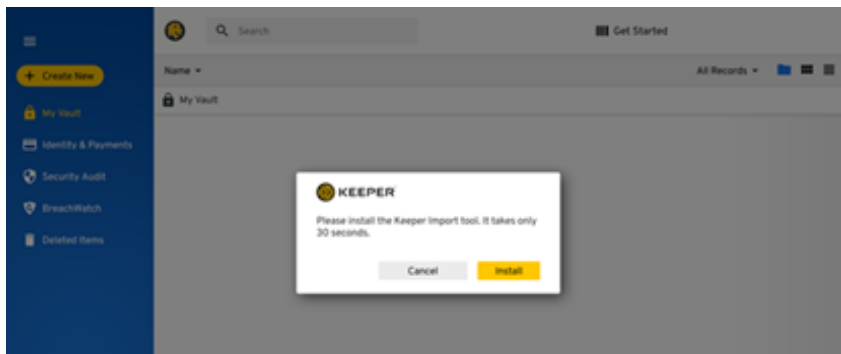 Search
Get Started
+ Create New
Name
All Records
My Vault
My Vault
Identity & Payments
Security Audit
BreachWatch
Deleted Items
KEEPER
Please install the Keeper Import tool. It takes only
30 seconds.
Cancel
Install